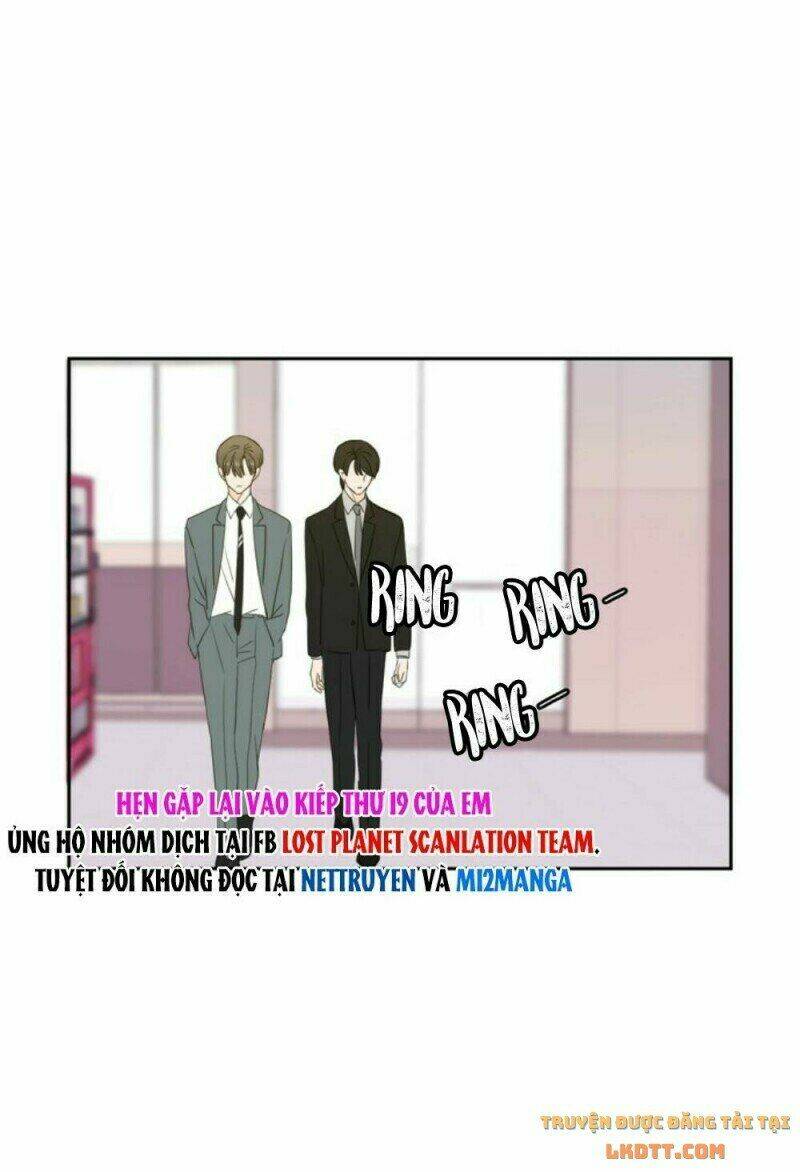 RING
RING-
RING-
HẸN GẶP LẠI VÀO KIẾP THƯ 19 CỦA EM
ỦNG HỘ NHÓM DỊCH TẠI FB LOST PLANET SCANLATION TEAM.
TUYỆT ĐỐI KHÔNG ĐỌC TẠI NETTRUYEN VÀ MI2MANGA
TRUYỆN ĐƯỢC ĐĂNG TẢI TẠI
LKDTT.COM